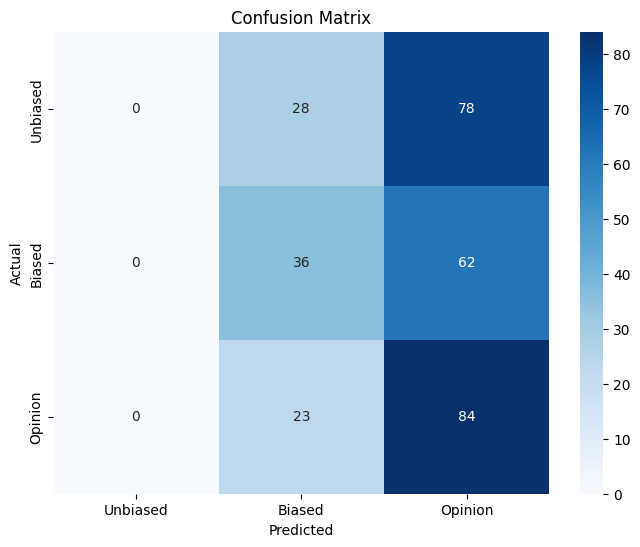 Confusion Matrix
Actual
Unbiased
0 28 78
Biased
0 36 62
Opinion
0 23 84
Unbiased Biased Opinion
Predicted
80
70
60
50
40
30
20
10
0